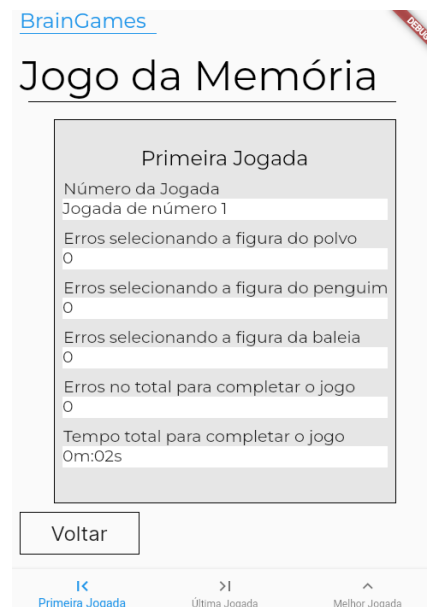 BrainGames
DEBUG
Jogo da Memória
Primeira Jogada
Número da Jogada
Jogada de número 1
Erros selecionando a figura do polvo
0
Erros selecionando a figura do penguim
0
Erros selecionando a figura da baleia
0
Erros no total para completar o jogo
0
Tempo total para completar o jogo
0m:02s
Voltar
Primeira Jogada
Última Jogada
Melhor Jogada